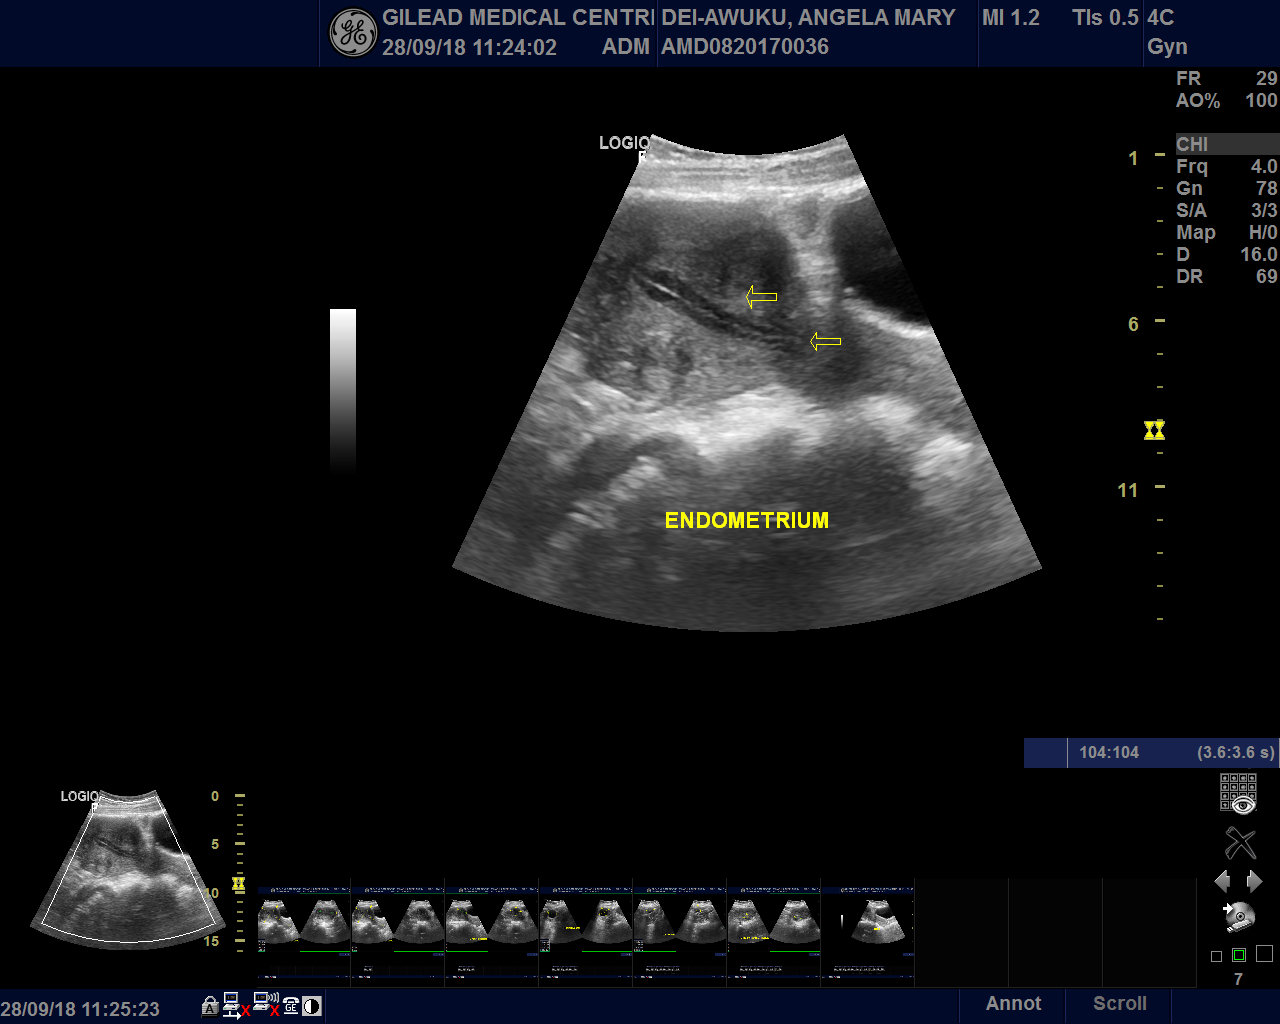 GILEAD MEDICAL CENTR
DEI-AWUKU, ANGELA MARY
MI 1.2
TIs 0.5
4C
28/09/18 11:24:02
ADM
AMD0820170036
Gyn
FR 29
AO% 100
CHI
Frq 4.0
Gn 78
S/A 3/3
Map H/0
D 16.0
DR 69
LOGIQ
1
6
11
ENDOMETRIUM
104:104 (3.6:3.6 s)
LOGIQ
0
5
10
15
7
28/09/18 11:25:23
GE
Annot
Scroll